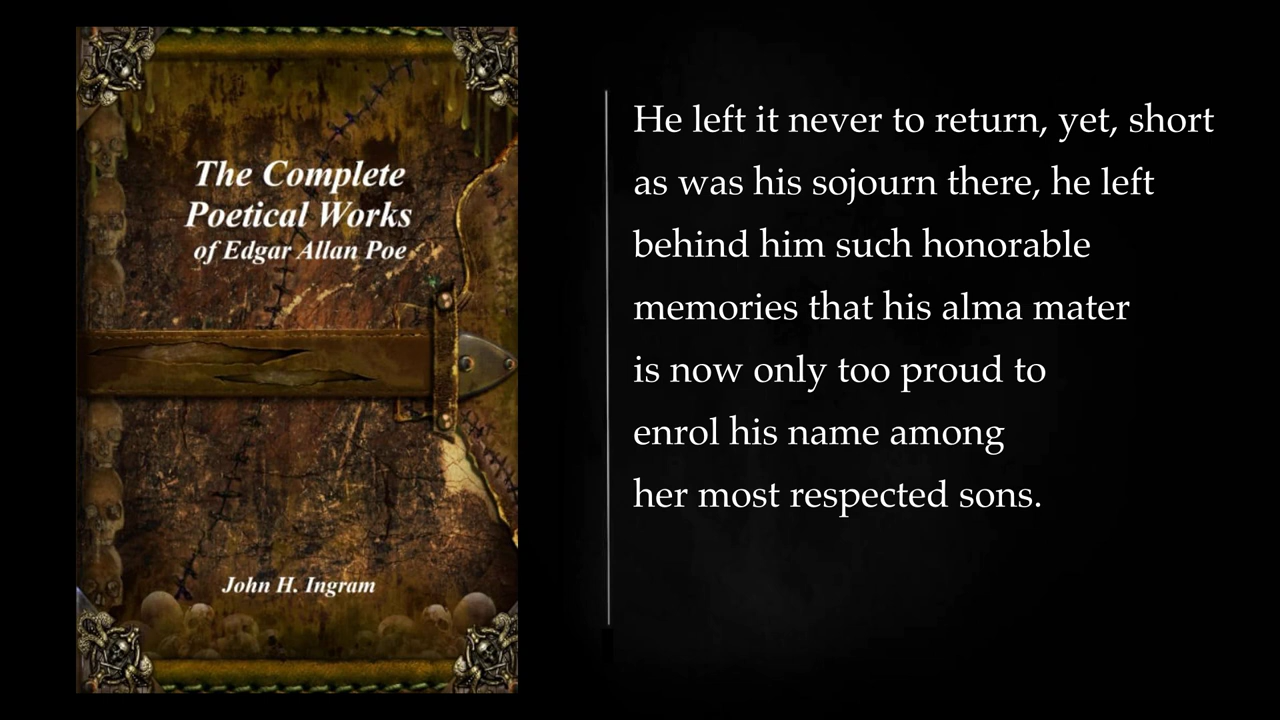 The Complete
Poetical Works
of Edgar Allan Poe
John H. Ingram
He left it never to return, yet, short
as was his sojourn there, he left
behind him such honorable
memories that his alma mater
is now only too proud to
enrol his name among
her most respected sons.